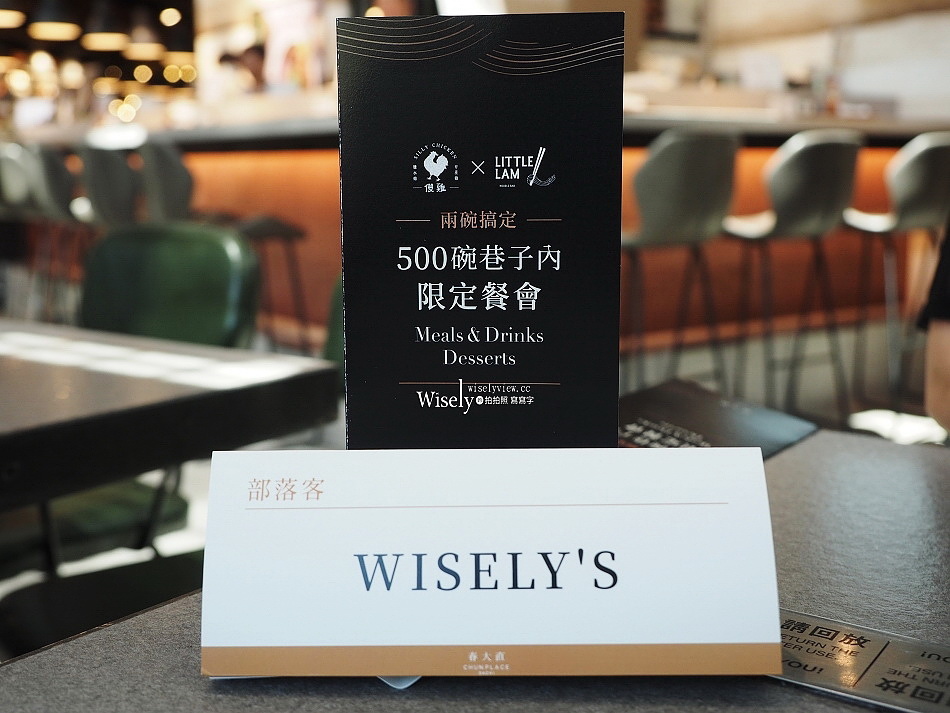 SILLY CHICKEN
傻雞
×
LITTLE
LAM
兩碗搞定
500碗巷子內
限定餐會
Meals & Drinks
Desserts
wiselyview.cc
Wisely 拍拍照 寫寫字
部落客
WISELY'S
春大直
CHUNPLACE
請回放
RETURN THE